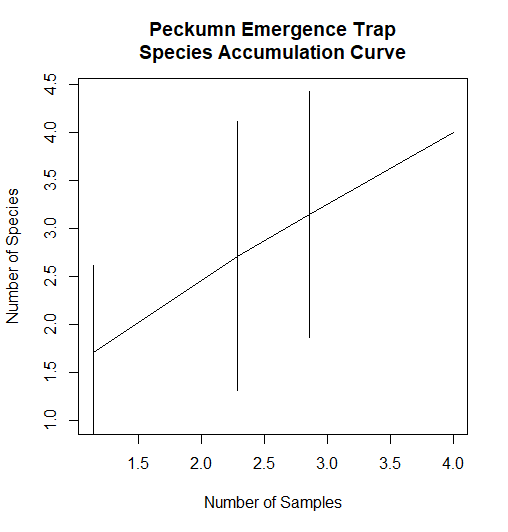 Peckumn Emergence Trap
Species Accumulation Curve
Number of Species
4.5
4.0
3.5
3.0
2.5
2.0
1.5
1.0
1.5 2.0 2.5 3.0 3.5 4.0
Number of Samples